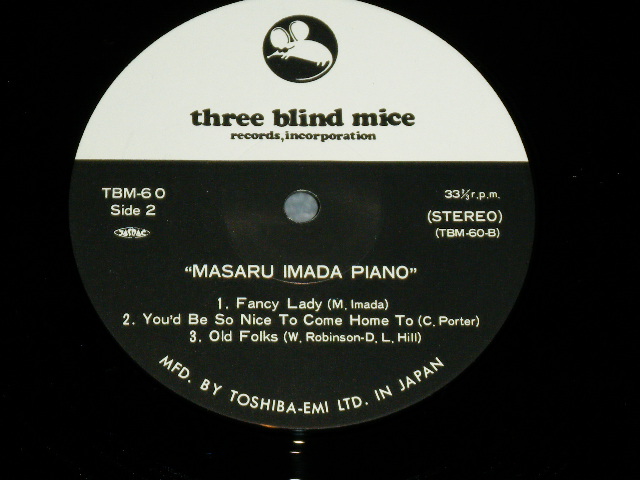 three blind mice
records, incorporation
TBM-60
33⅓ r.p.m.
Side 2
(STEREO)
JASRAC
(TBM-60-B)
"MASARU IMADA PIANO"
1. Fancy Lady (M. Imada)
2. You'd Be So Nice To Come Home To (C. Porter)
3. Old Folks (W. Robinson-D. L. Hill)
MFD. BY TOSHIBA-EMI LTD. IN JAPAN